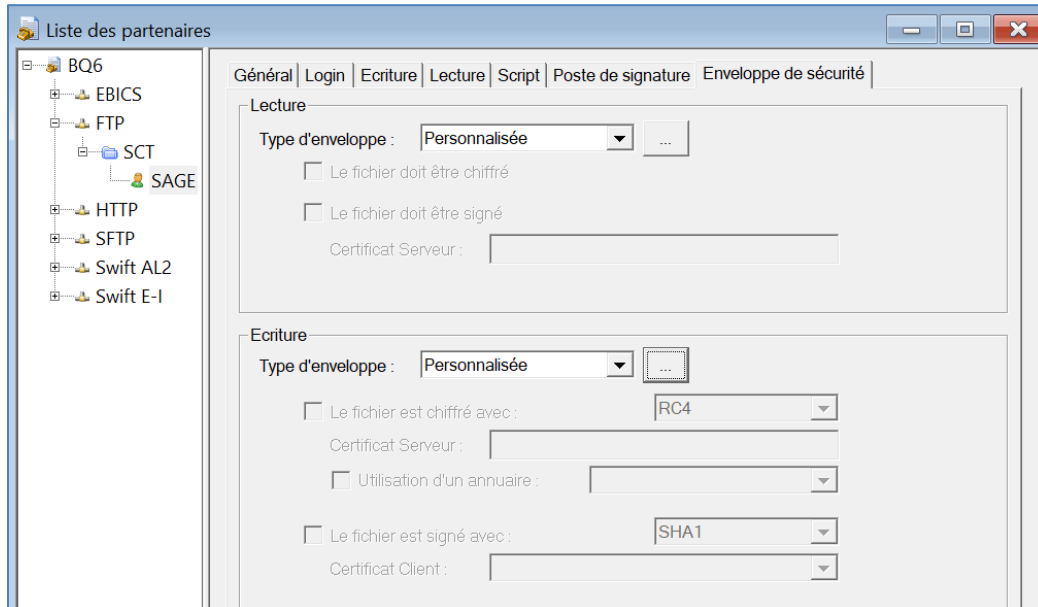 Liste des partenaires
BQ6
EBICS
FTP
SCT
SAGE
HTTP
SFTP
Swift AL2
Swift E-I
Général Login Ecriture Lecture Script Poste de signature Enveloppe de sécurité
Lecture
Type d'enveloppe : Personnalisée ...
Le fichier doit être chiffré
Le fichier doit être signé
Certificat Serveur :
Ecriture
Type d'enveloppe : Personnalisée ...
Le fichier est chiffré avec : RC4
Certificat Serveur :
Utilisation d'un annuaire :
Le fichier est signé avec : SHA1
Certificat Client :